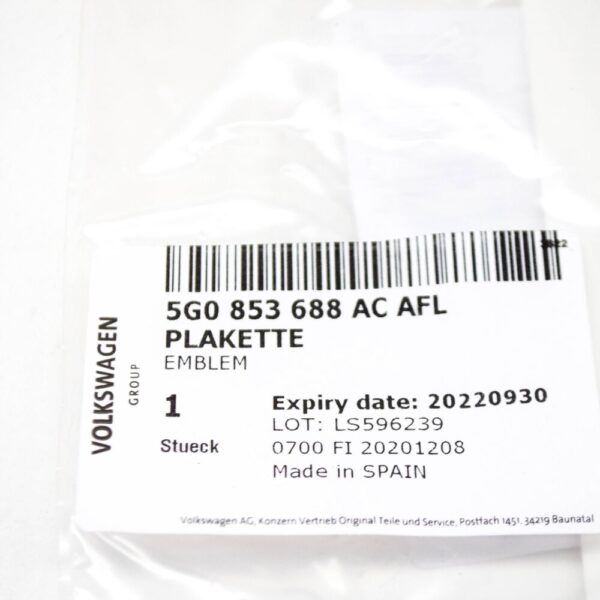 5G0 853 688 AC AFL
PLAKETTE
EMBLEM
VOLKSWAGEN
GROUP
1
Stueck
Expiry date: 20220930
LOT: LS596239
0700 FI 20201208
Made in SPAIN
Volkswagen AG, Konzern Vertrieb Original Teile und Service, Postfach 1451, 34219 Baunatal